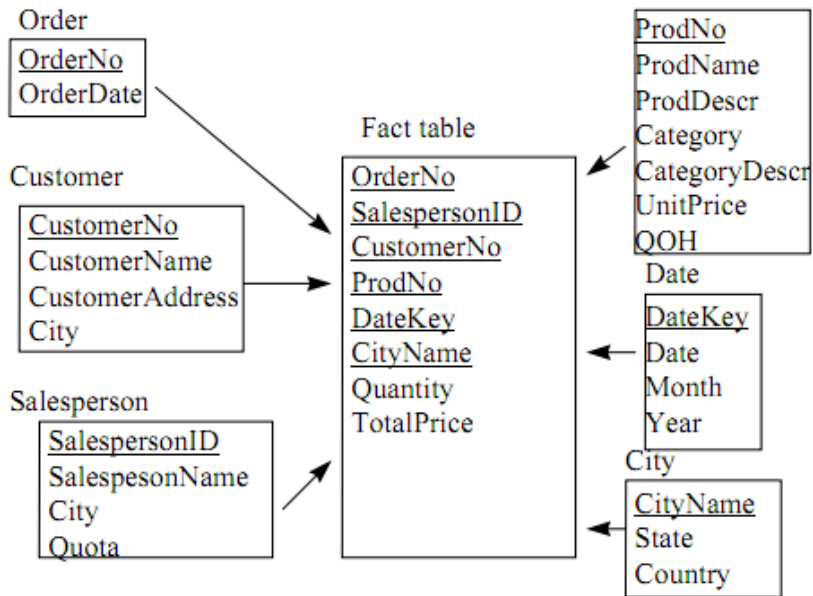 Order
OrderNo
OrderDate
Customer
CustomerNo
CustomerName
CustomerAddress
City
Salesperson
SalespersonID
SalespesonName
City
Quota
Fact table
OrderNo
SalespersonID
CustomerNo
ProdNo
DateKey
CityName
Quantity
TotalPrice
ProdNo
ProdName
ProdDescr
Category
CategoryDescr
UnitPrice
QOH
Date
DateKey
Date
Month
Year
City
CityName
State
Country